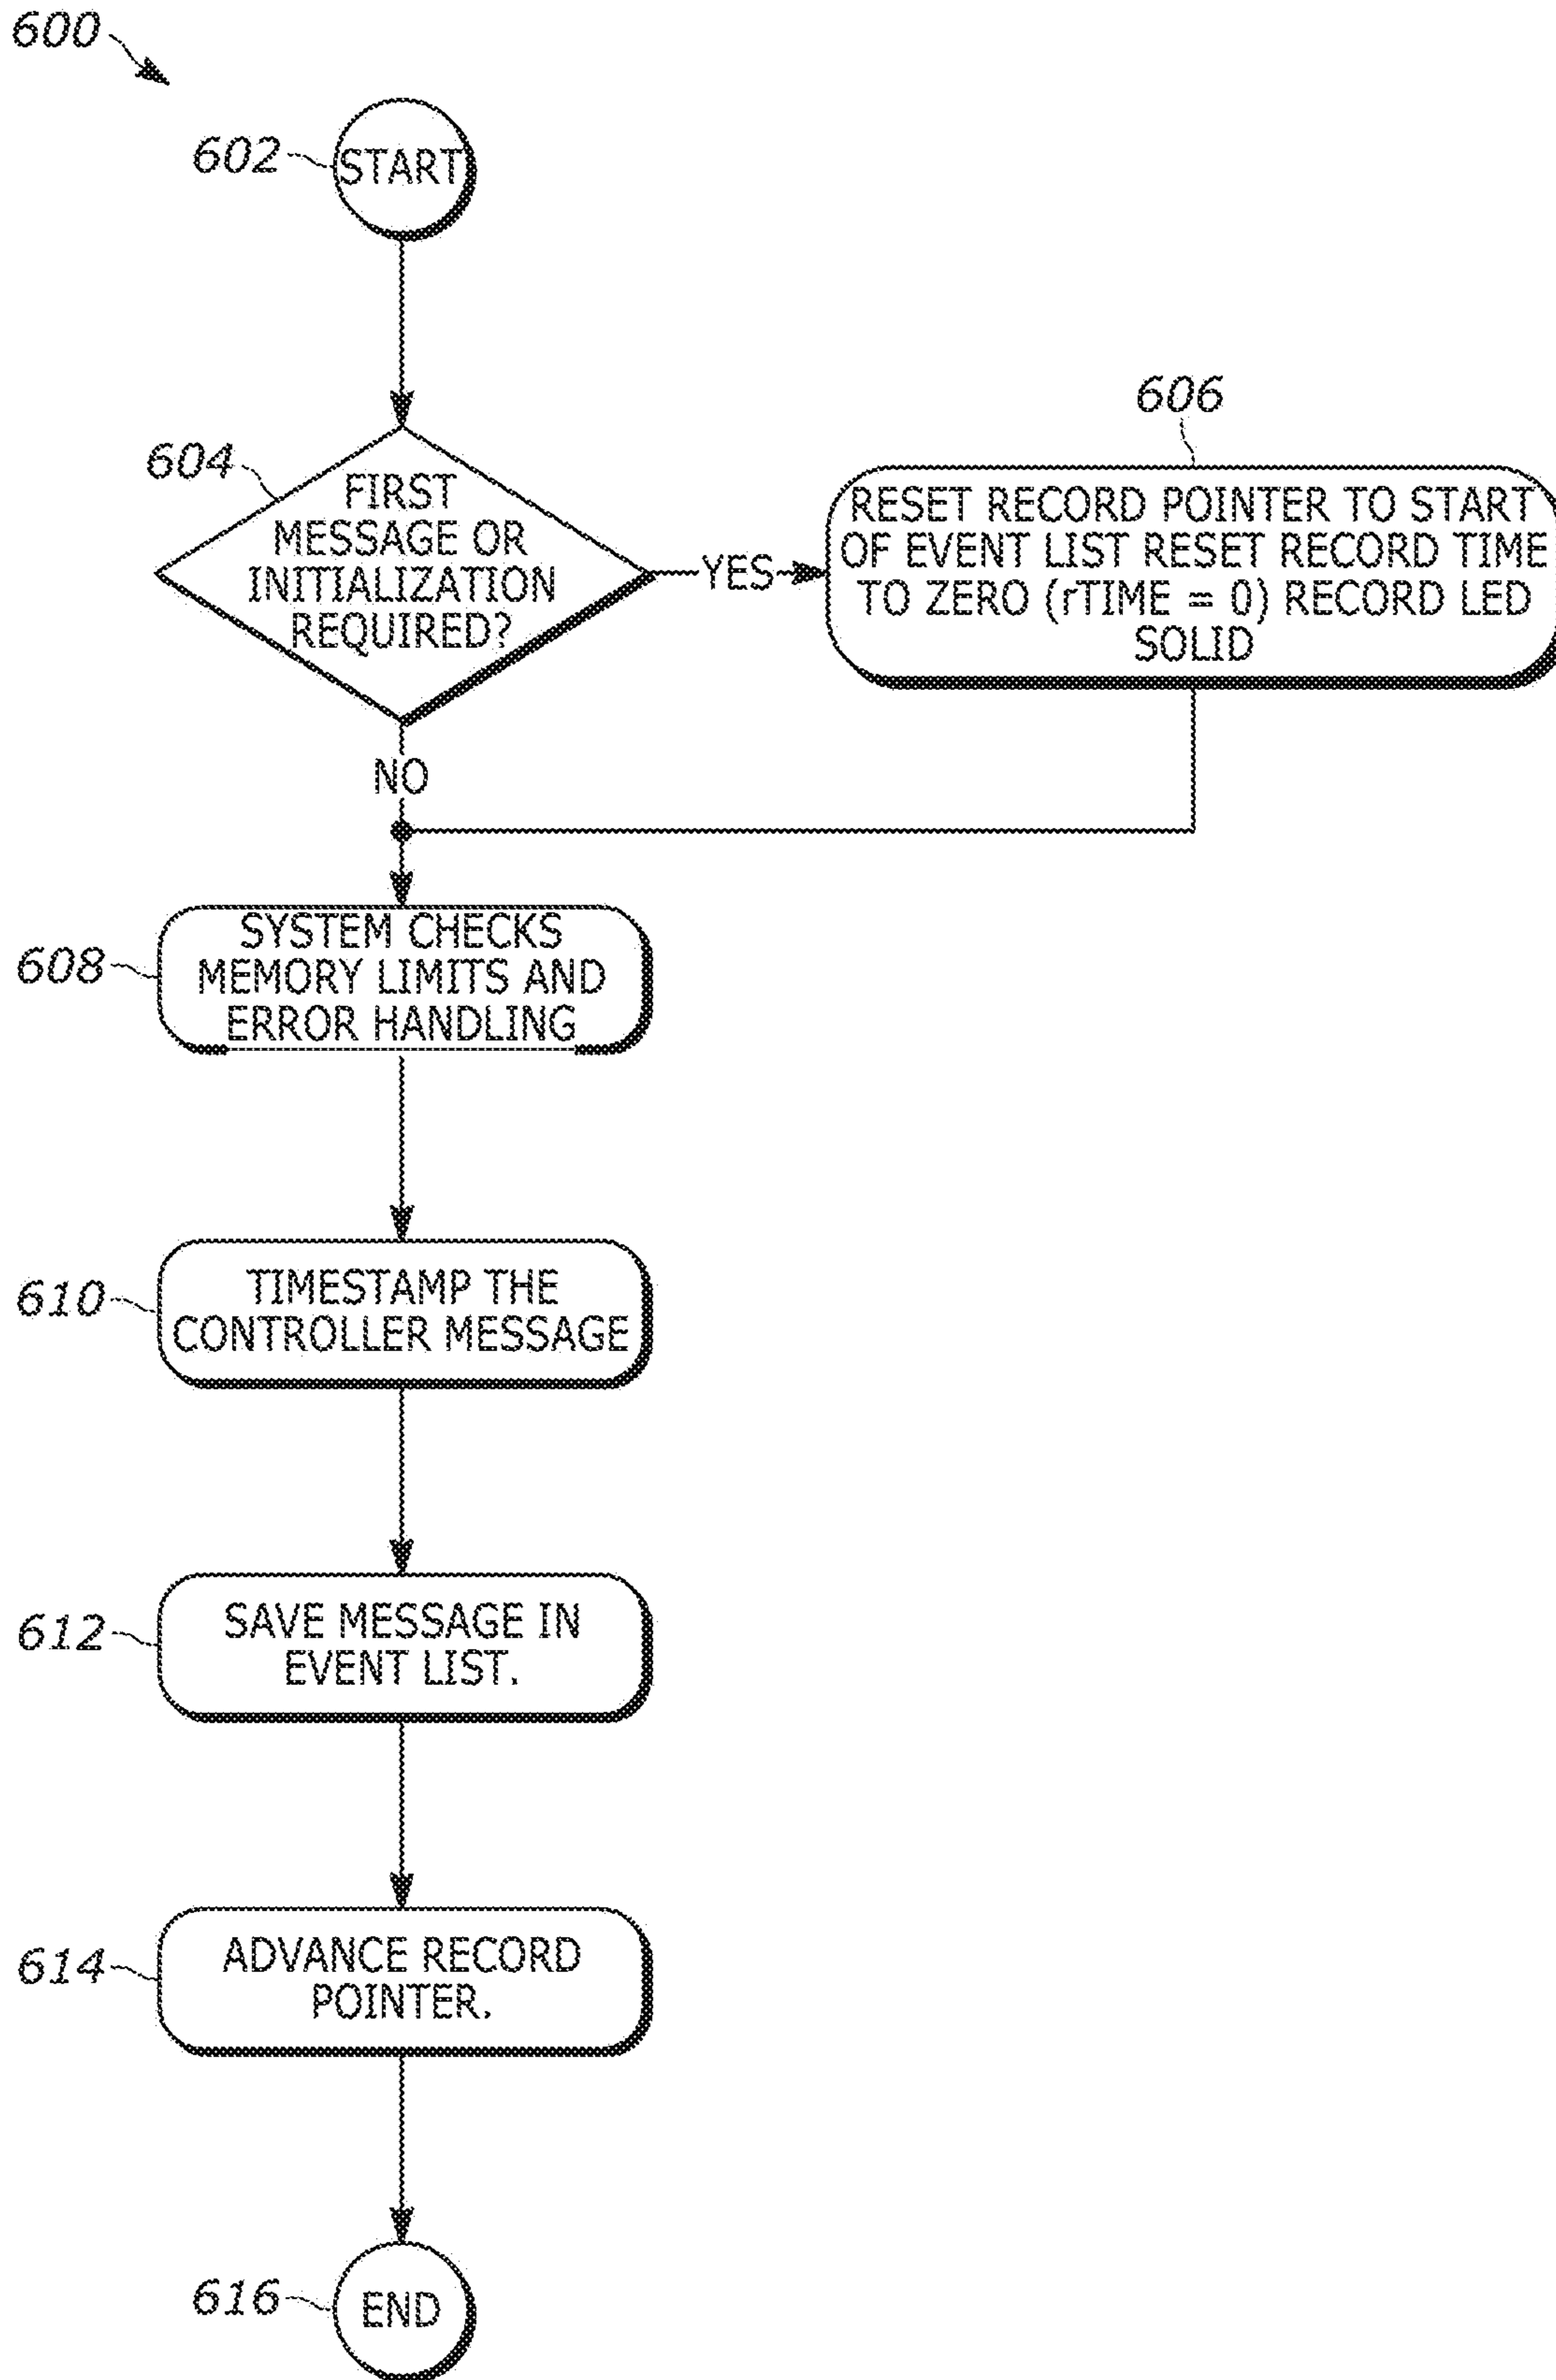 600
602
START
604
FIRST
MESSAGE OR
INITIALIZATION
REQUIRED?
YES
606
RESET RECORD POINTER TO START
OF EVENT LIST RESET RECORD TIME
TO ZERO (rTIME = 0) RECORD LED
SOLID
NO
608
SYSTEM CHECKS
MEMORY LIMITS AND
ERROR HANDLING
610
TIMESTAMP THE
CONTROLLER MESSAGE
612
SAVE MESSAGE IN
EVENT LIST.
614
ADVANCE RECORD
POINTER.
616
END